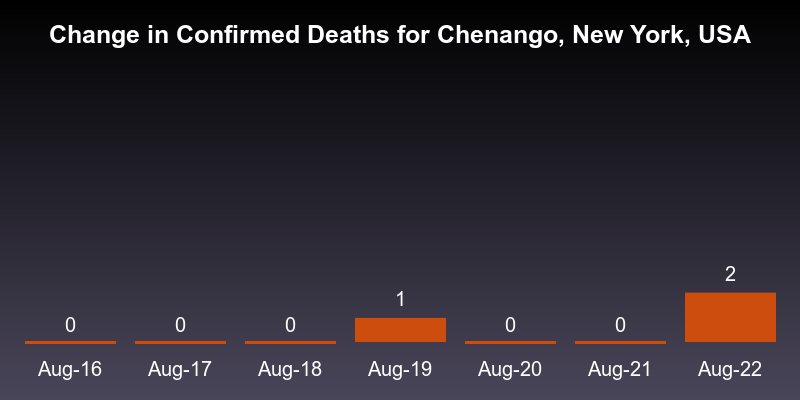 Change in Confirmed Deaths for Chenango, New York, USA
2
1
0 0 0 0 0
Aug-16 Aug-17 Aug-18 Aug-19 Aug-20 Aug-21 Aug-22